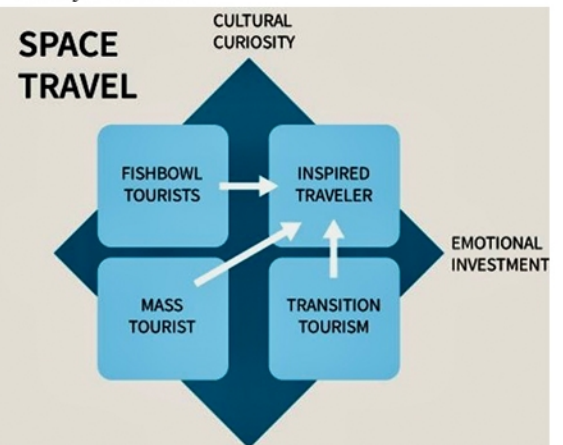 CULTURAL
CURIOSITY
SPACE
TRAVEL
FISHBOWL
TOURISTS
INSPIRED
TRAVELER
EMOTIONAL
INVESTMENT
MASS
TOURIST
TRANSITION
TOURISM